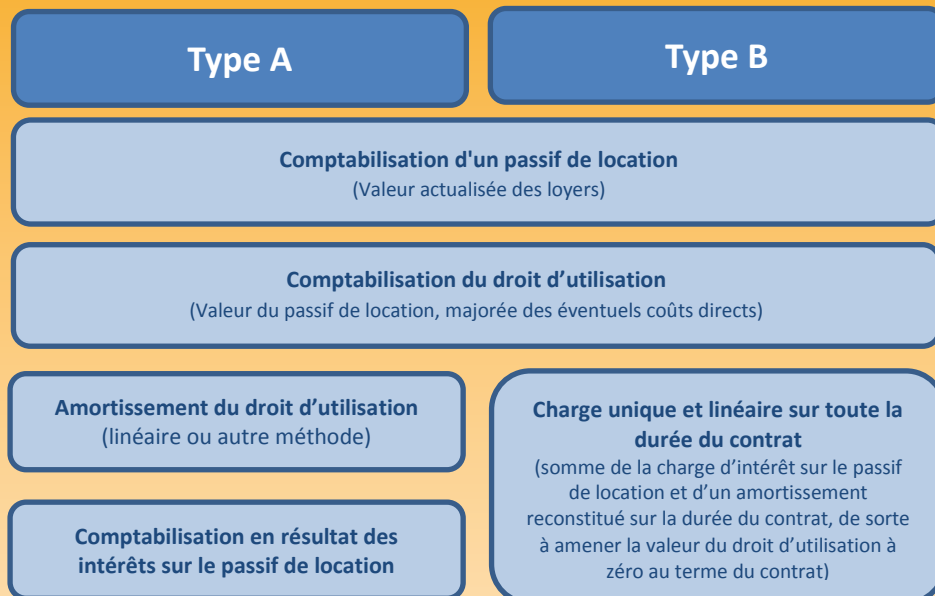 Type A
Type B
Comptabilisation d'un passif de location
(Valeur actualisée des loyers)
Comptabilisation du droit d’utilisation
(Valeur du passif de location, majorée des éventuels coûts directs)
Amortissement du droit d’utilisation
(linéaire ou autre méthode)
Comptabilisation en résultat des
intérêts sur le passif de location
Charge unique et linéaire sur toute la
durée du contrat
(somme de la charge d’intérêt sur le passif
de location et d’un amortissement
reconstitué sur la durée du contrat, de sorte
à amener la valeur du droit d’utilisation à
zéro au terme du contrat)